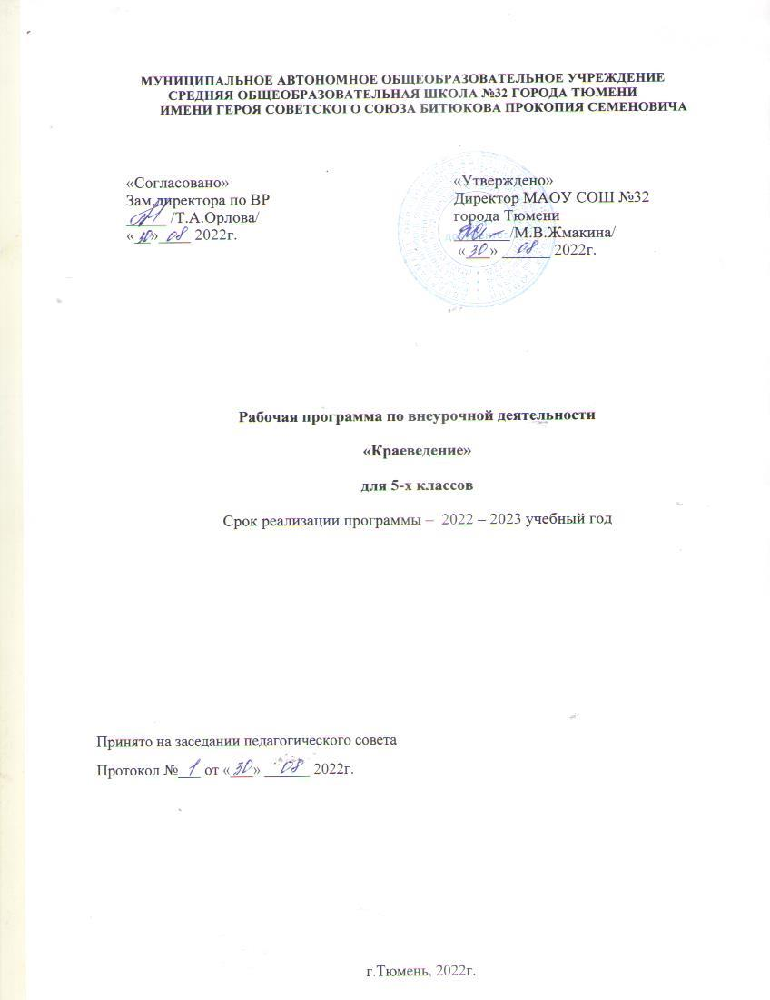 МУНИЦИПАЛЬНОЕ АВТОНОМНОЕ ОБЩЕОБРАЗОВАТЕЛЬНОЕ УЧРЕЖДЕНИЕ
СРЕДНЯЯ ОБЩЕОБРАЗОВАТЕЛЬНАЯ ШКОЛА №32 ГОРОДА ТЮМЕНИ
ИМЕНИ ГЕРОЯ СОВЕТСКОГО СОЮЗА БИТЮКОВА ПРОКОПИЯ СЕМЕНОВИЧА
«Согласовано»
Зам.директора по ВР
/Т.А.Орлова/
«30» 08 2022г.
«Утверждено»
Директор МАОУ СОШ №32
города Тюмени
/М.В.Жмакина/
«30» 08 2022г.
Рабочая программа по внеурочной деятельности
«Краеведение»
для 5-х классов
Срок реализации программы – 2022 – 2023 учебный год
Принято на заседании педагогического совета
Протокол № 1 от «30» 08 2022г.
г.Тюмень, 2022г.